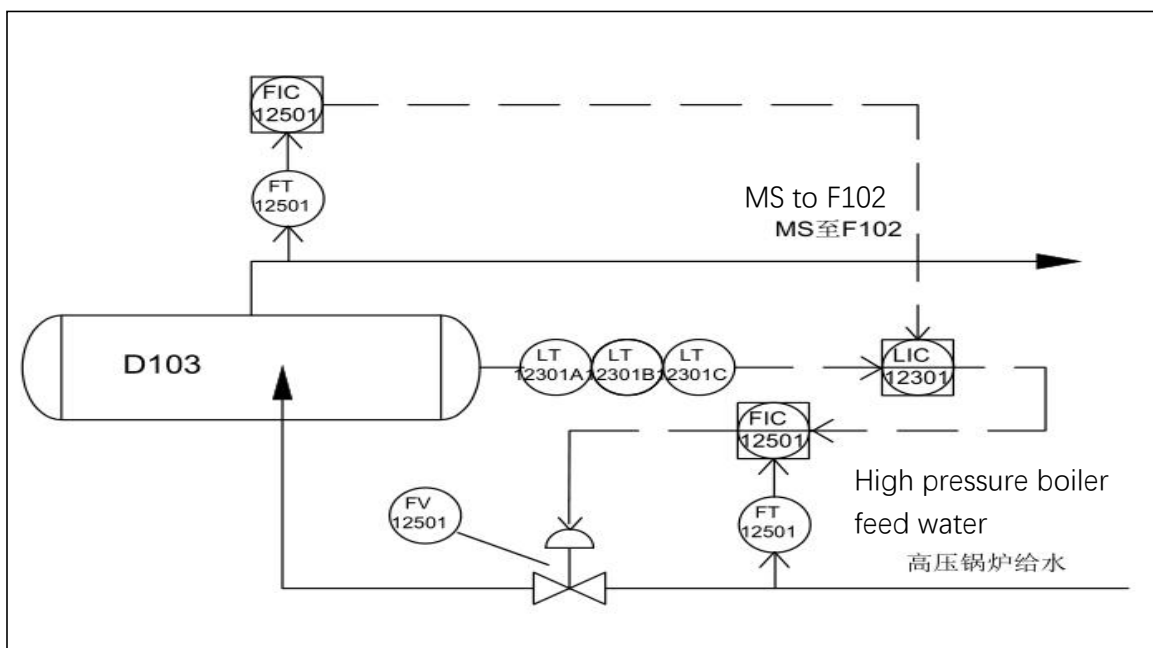 FIC
12501
FT
12501
MS to F102
MS至F102
D103
LT
12301A
LT
12301B
LT
12301C
LIC
12301
FIC
12501
FV
12501
FT
12501
High pressure boiler
feed water
高压锅炉给水